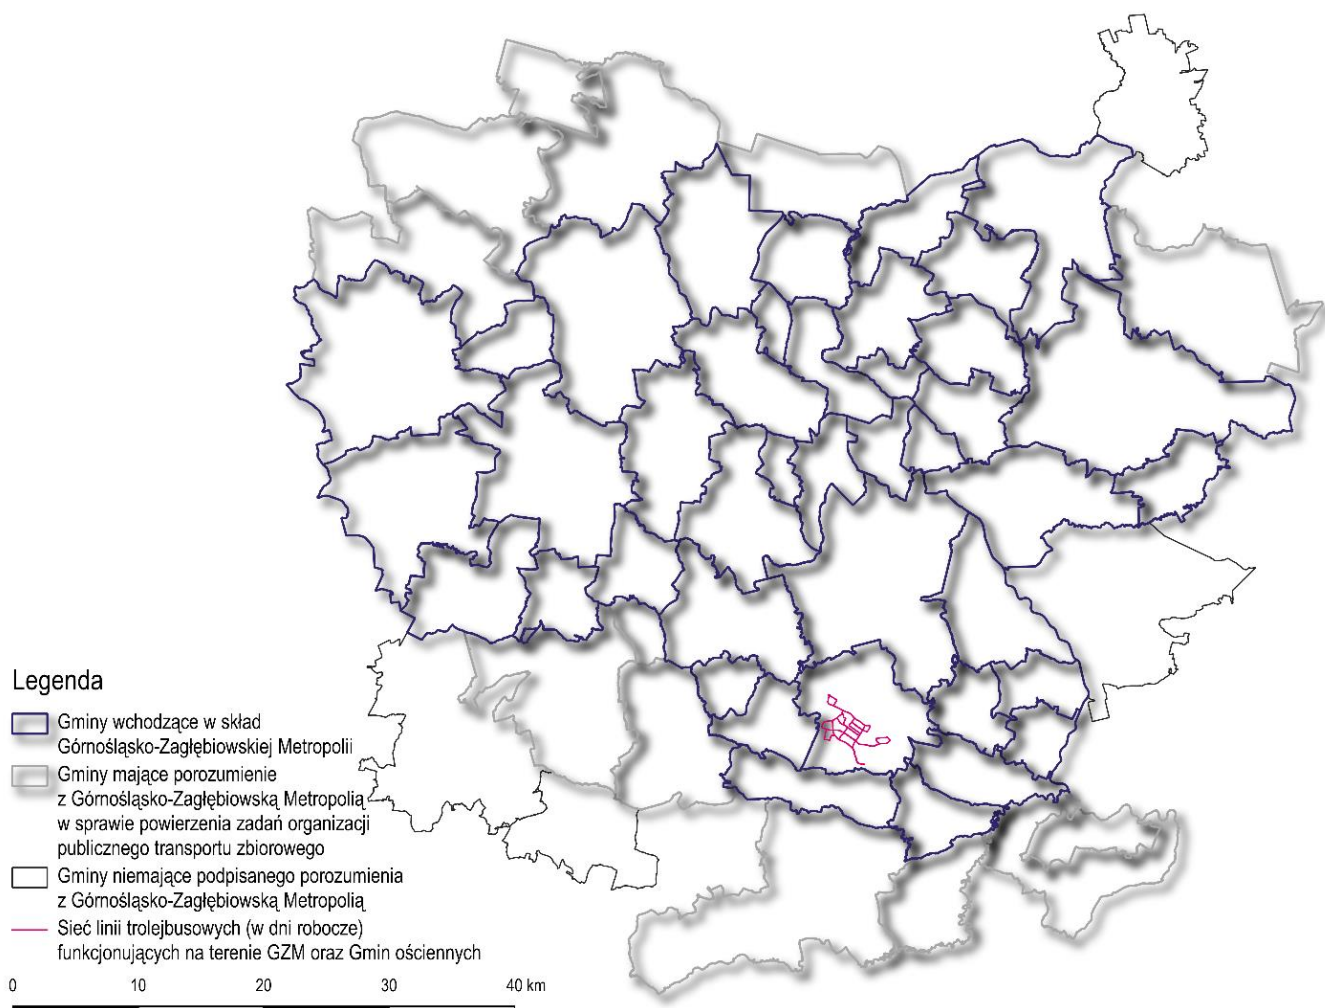 Legenda
Gminy wchodzące w skład
Górnośląsko-Zagłębiowskiej Metropolii
Gminy mające porozumienie
z Górnośląsko-Zagłębiowską Metropolią
w sprawie powierzenia zadań organizacji
publicznego transportu zbiorowego
Gminy niemające podpisanego porozumienia
z Górnośląsko-Zagłębiowską Metropolią
Sieć linii trolejbusowych (w dni robocze)
funkcjonujących na terenie GZM oraz Gmin ościennych
0 10 20 30 40 km